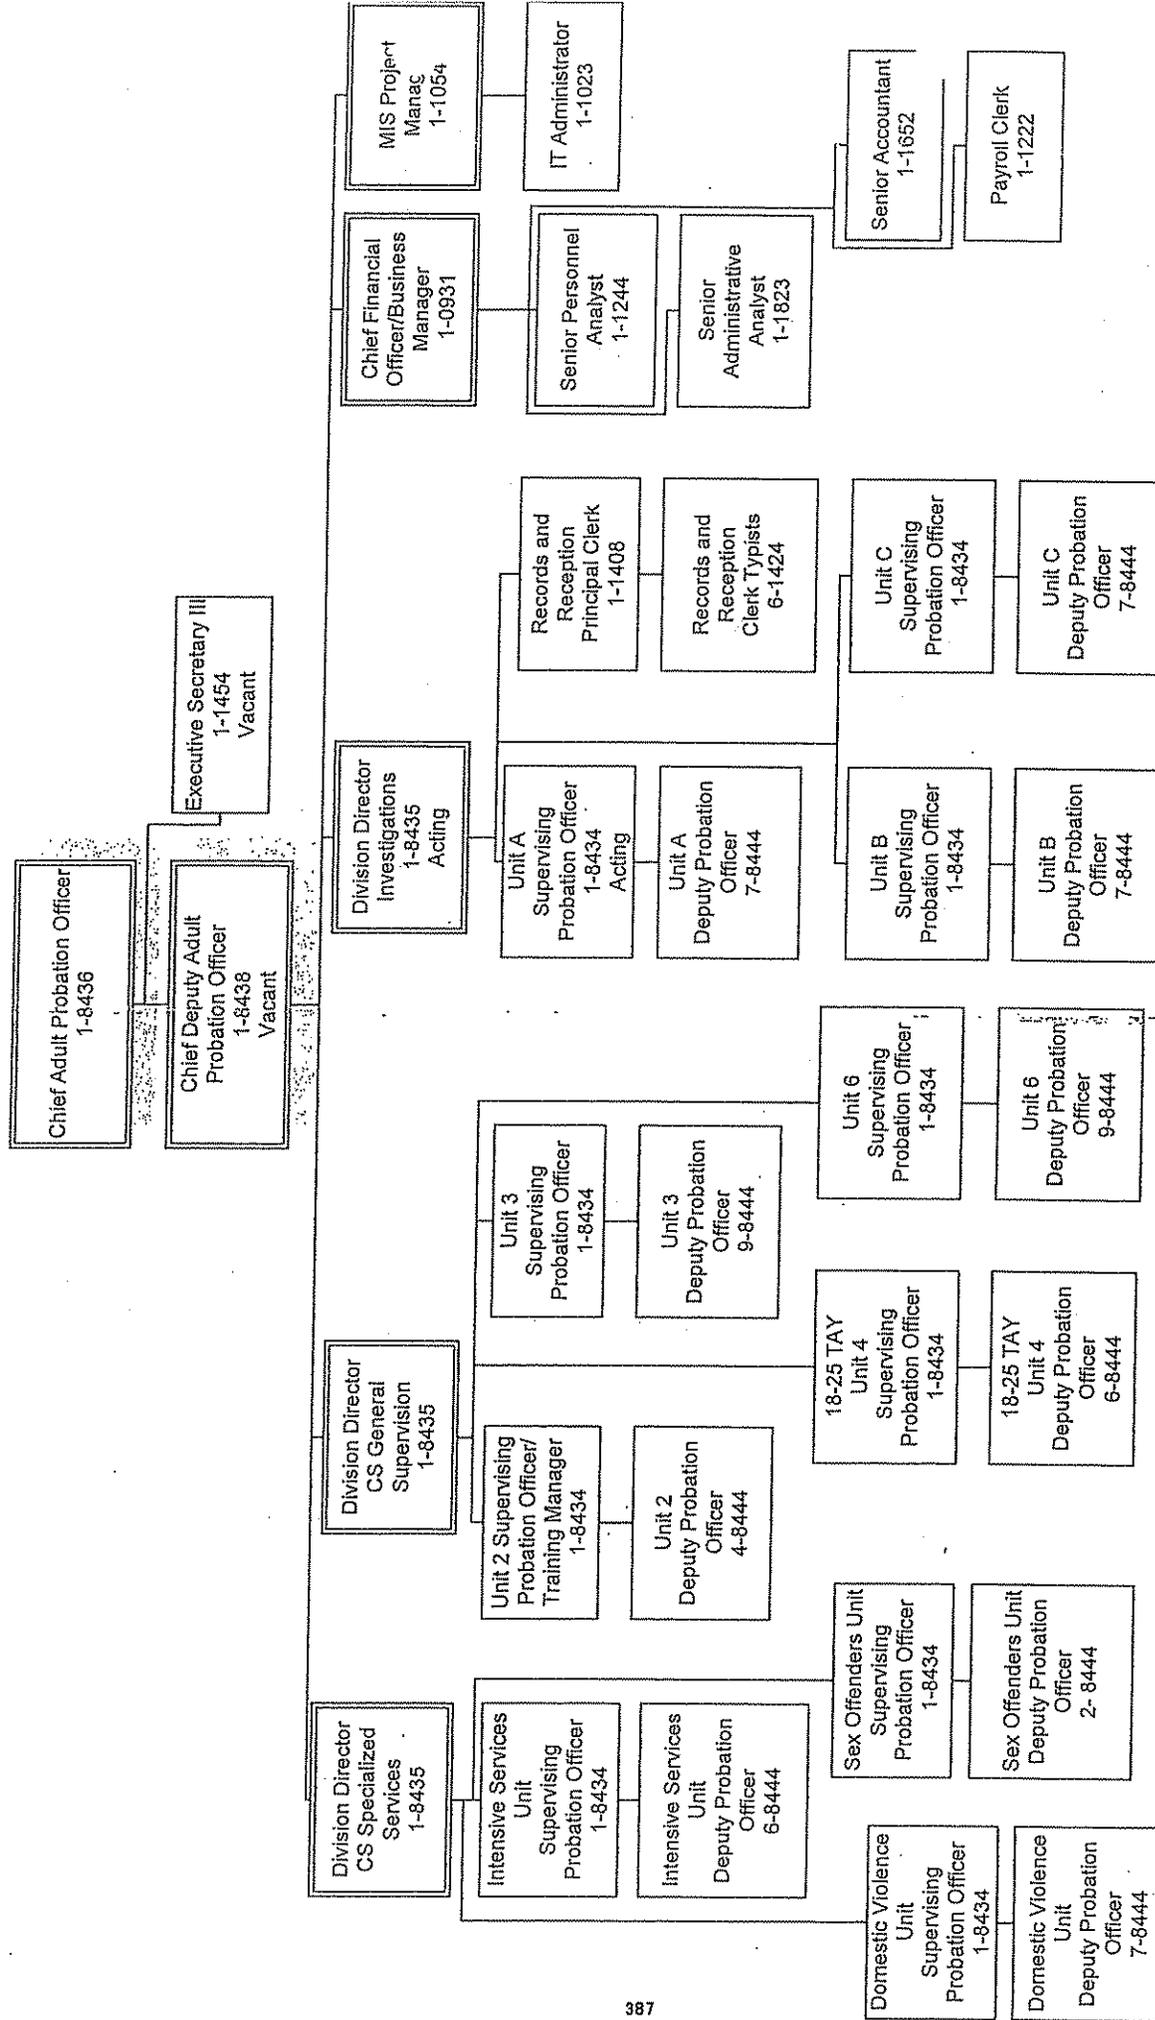 Chief Adult Probation Officer
1-8436
Executive Secretary III
1-1454
Vacant
Chief Deputy Adult
Probation Officer
1-8438
Vacant
Division Director
CS Specialized
Services
1-8435
Division Director
CS General
Supervision
1-8435
Division Director
Investigations
1-8435
Acting
Chief Financial
Officer/Business
Manager
1-0931
MIS Project
Manag
1-1054
Intensive Services
Unit
Supervising
Probation Officer
1-8434
Unit 2 Supervising
Probation Officer/
Training Manager
1-8434
Unit 3
Supervising
Probation Officer
1-8434
Unit A
Supervising
Probation Officer
1-8434
Acting
Records and
Reception
Principal Clerk
1-1408
Senior Personnel
Analyst
1-1244
IT Administrator
1-1023
Intensive Services
Unit
Deputy Probation
Officer
6-8444
Unit 2
Deputy Probation
Officer
4-8444
Unit 3
Deputy Probation
Officer
9-8444
Unit A
Deputy Probation
Officer
7-8444
Records and
Reception
Clerk Typists
6-1424
Senior
Administrative
Analyst
1-1823
Domestic Violence
Unit
Supervising
Probation Officer
1-8434
Sex Offenders Unit
Supervising
Probation Officer
1-8434
18-25 TAY
Unit 4
Supervising
Probation Officer
1-8434
Unit 6
Supervising
Probation Officer
1-8434
Unit B
Supervising
Probation Officer
1-8434
Unit C
Supervising
Probation Officer
1-8434
Senior Accountant
1-1652
Domestic Violence
Unit
Deputy Probation
Officer
7-8444
Sex Offenders Unit
Deputy Probation
Officer
2- 8444
18-25 TAY
Unit 4
Deputy Probation
Officer
6-8444
Unit 6
Deputy Probation
Officer
9-8444
Unit B
Deputy Probation
Officer
7-8444
Unit C
Deputy Probation
Officer
7-8444
Payroll Clerk
1-1222
387